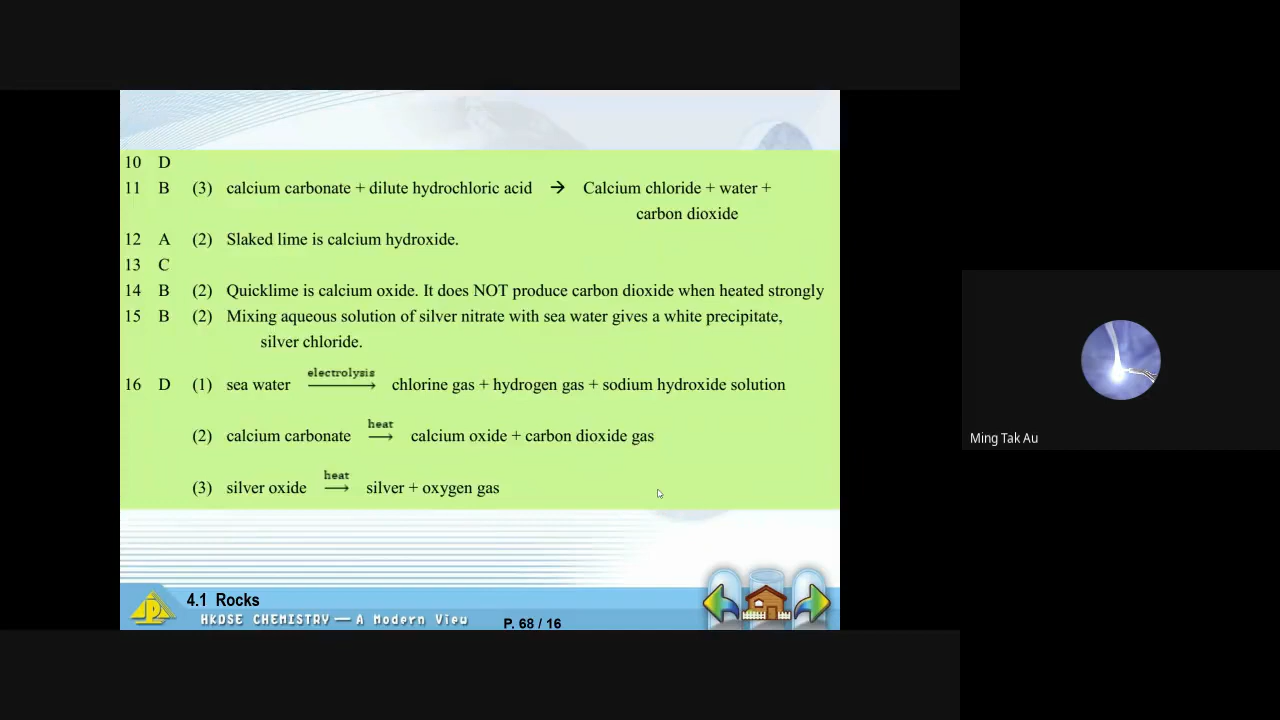 10 D
11 B (3) calcium carbonate + dilute hydrochloric acid → Calcium chloride + water +
carbon dioxide
12 A (2) Slaked lime is calcium hydroxide.
13 C
14 B (2) Quicklime is calcium oxide. It does NOT produce carbon dioxide when heated strongly
15 B (2) Mixing aqueous solution of silver nitrate with sea water gives a white precipitate,
silver chloride.
electrolysis
16 D (1) sea water ⟶ chlorine gas + hydrogen gas + sodium hydroxide solution
heat
(2) calcium carbonate ⟶ calcium oxide + carbon dioxide gas
heat
(3) silver oxide ⟶ silver + oxygen gas
Ming Tak Au
4.1 Rocks
HKDSE CHEMISTRY — A Modern View
P. 68 / 16